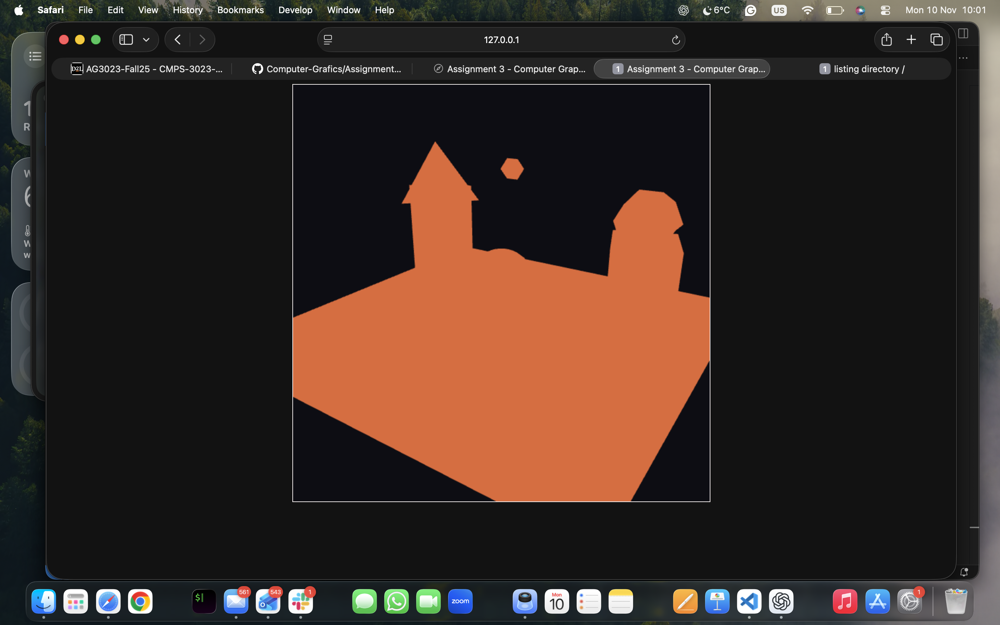 Safari File Edit View History Bookmarks Develop Window Help 6°C US Mon 10 Nov 10:01
127.0.0.1
D2L AG3023-Fall25 - CMPS-3023-... Computer-Grafics/Assignment... Assignment 3 - Computer Grap... 1 Assignment 3 - Computer Grap... 1 listing directory /
1
R
W
6
W
w
$
561
543
1
zoom
Mon
10
1